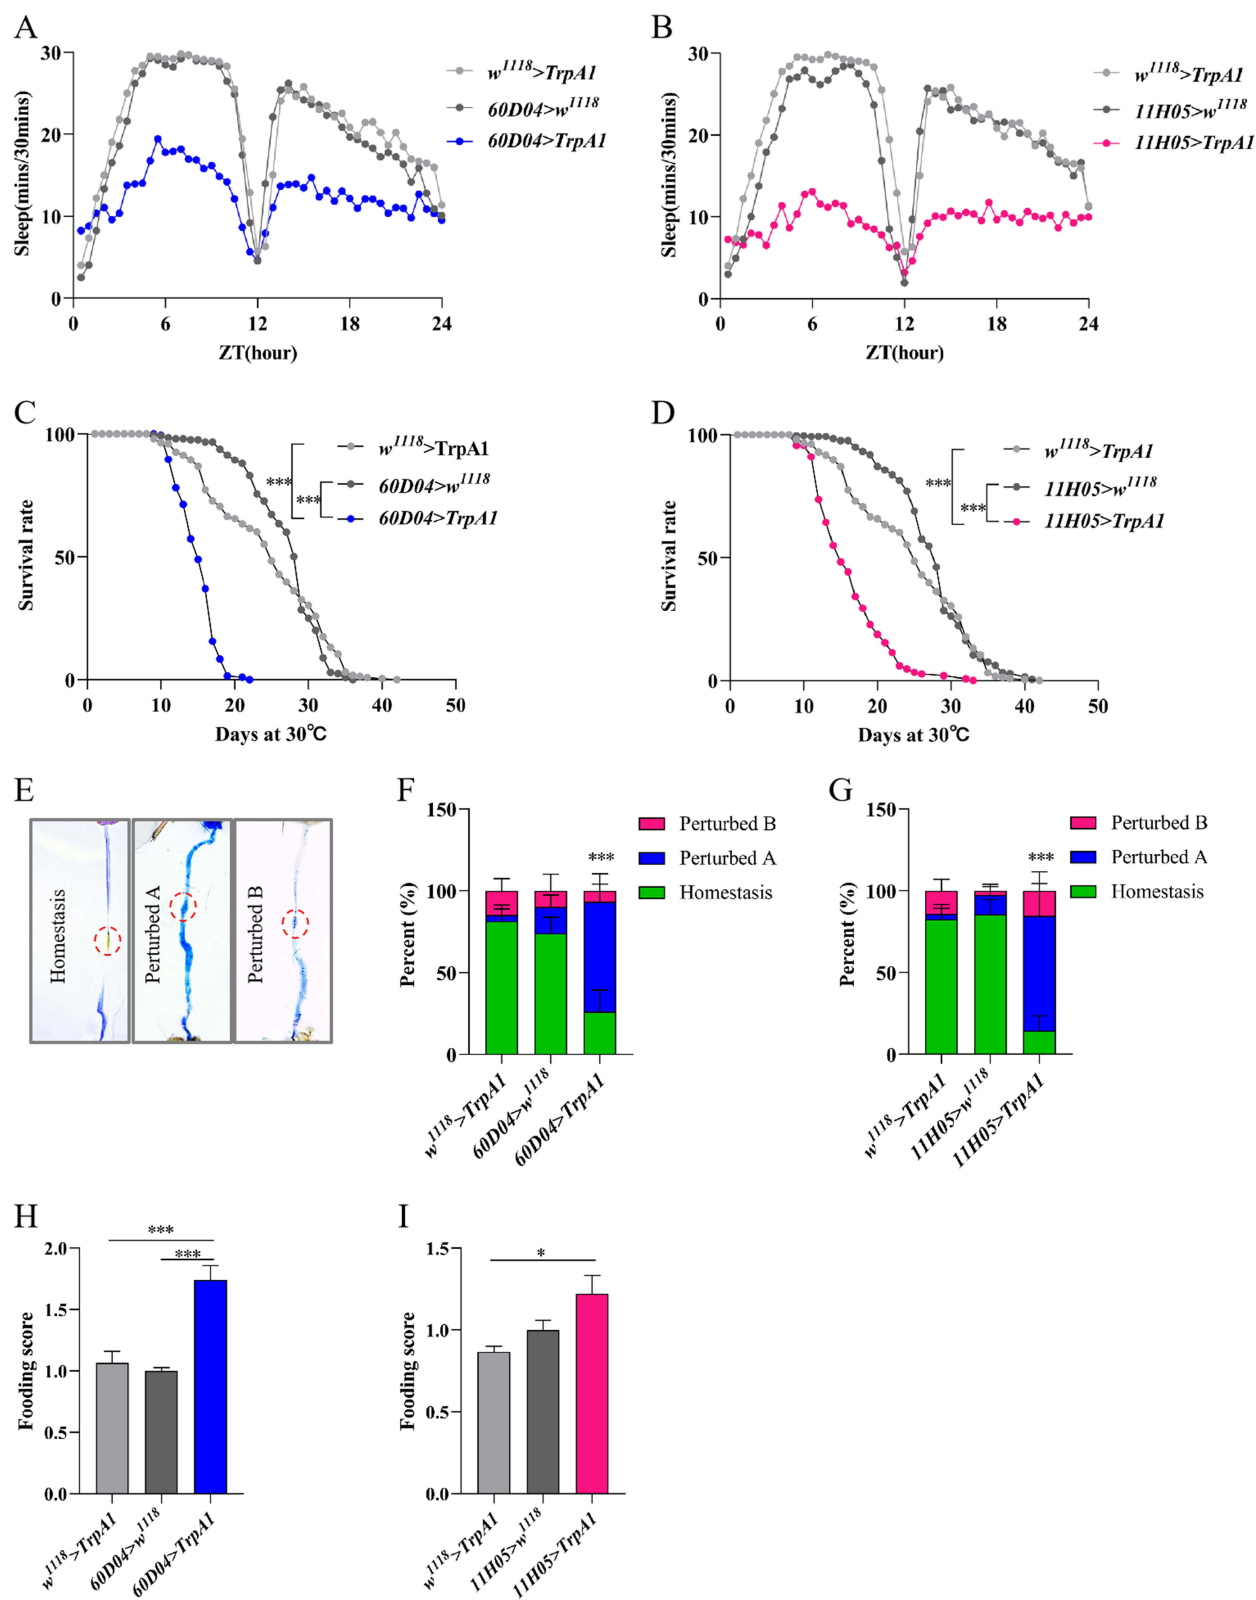 A
Sleep(mins/30mins)
30
20
10
0
0 6 12 18 24
ZT(hour)
w1118>TrpA1
60D04>w1118
60D04>TrpA1
B
Sleep(mins/30mins)
30
20
10
0
0 6 12 18 24
ZT(hour)
w1118>TrpA1
11H05>w1118
11H05>TrpA1
C
Survival rate
100
50
0
0 10 20 30 40 50
Days at 30℃
w1118>TrpA1
60D04>w1118
60D04>TrpA1
***
***
D
Survival rate
100
50
0
0 10 20 30 40 50
Days at 30℃
w1118>TrpA1
11H05>w1118
11H05>TrpA1
***
***
E
Homestasis
Perturbed A
Perturbed B
F
Percent (%)
150
100
50
0
***
w1118>TrpA1
60D04>w1118
60D04>TrpA1
Perturbed B
Perturbed A
Homestasis
G
Percent (%)
150
100
50
0
***
w1118>TrpA1
11H05>w1118
11H05>TrpA1
Perturbed B
Perturbed A
Homestasis
H
Fooding score
2.0
1.5
1.0
0.5
0.0
***
***
w1118>TrpA1
60D04>w1118
60D04>TrpA1
I
Fooding score
1.5
1.0
0.5
0.0
*
w1118>TrpA1
11H05>w1118
11H05>TrpA1